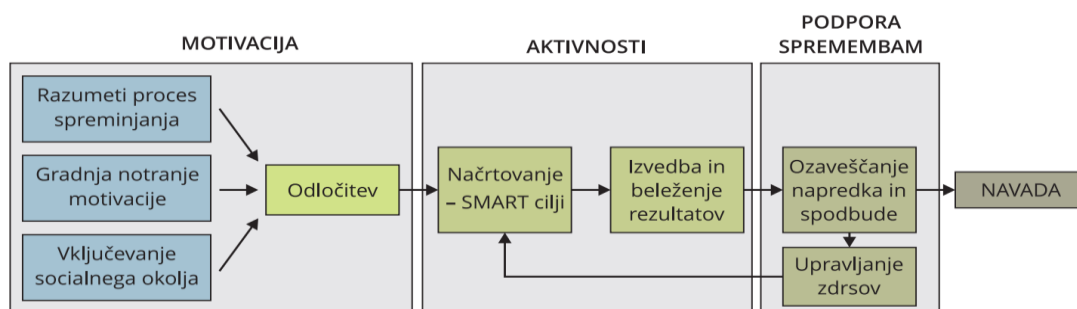 MOTIVACIJA
Razumeti proces
spreminjanja
Gradnja notranje
motivacije
Vključevanje
socialnega okolja
Odločitev
AKTIVNOSTI
Načrtovanje
– SMART cilji
Izvedba in
beleženje
rezultatov
PODPORA
SPREMEMBAM
Ozaveščanje
napredka in
spodbude
Upravljanje
zdrsov
NAVADA